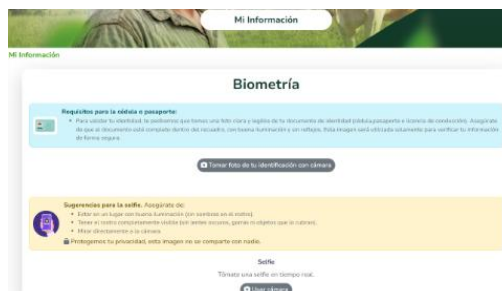 Mi Información
Mi Información
Biometría
Requisitos para la cédula o pasaporte:
Para validar tu identidad, te pedimos que tomes una foto clara y legible de tu documento de identidad (cédula, pasaporte o licencia de conducción). Asegúrate
de que el documento esté completo dentro del recuadro, con buena iluminación y sin reflejos. Esta imagen será utilizada solamente para verificar tu información
de forma segura.
Tomar foto de tu identificación con cámara
Sugerencias para la selfie. Asegúrate de:
Estar en un lugar con buena iluminación (sin sombras en el rostro).
Tener el rostro completamente visible (sin lentes oscuros, gorras ni objetos que lo cubran).
Mirar directamente a la cámara.
Protegemos tu privacidad, esta imagen no se comparte con nadie.
Selfie
Tómate una selfie en tiempo real.
Usar cámara